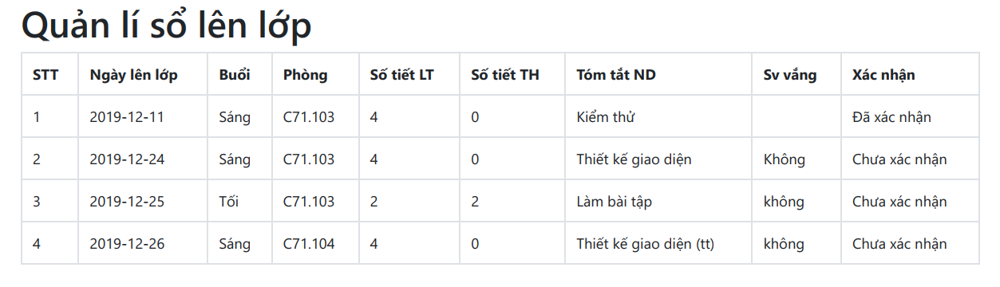 Quản lí sổ lên lớp
STT Ngày lên lớp Buổi Phòng Số tiết LT Số tiết TH Tóm tắt ND Sv vắng Xác nhận
1 2019-12-11 Sáng C71.103 4 0 Kiểm thử Đã xác nhận
2 2019-12-24 Sáng C71.103 4 0 Thiết kế giao diện Không Chưa xác nhận
3 2019-12-25 Tối C71.103 2 2 Làm bài tập không Chưa xác nhận
4 2019-12-26 Sáng C71.104 4 0 Thiết kế giao diện (tt) không Chưa xác nhận